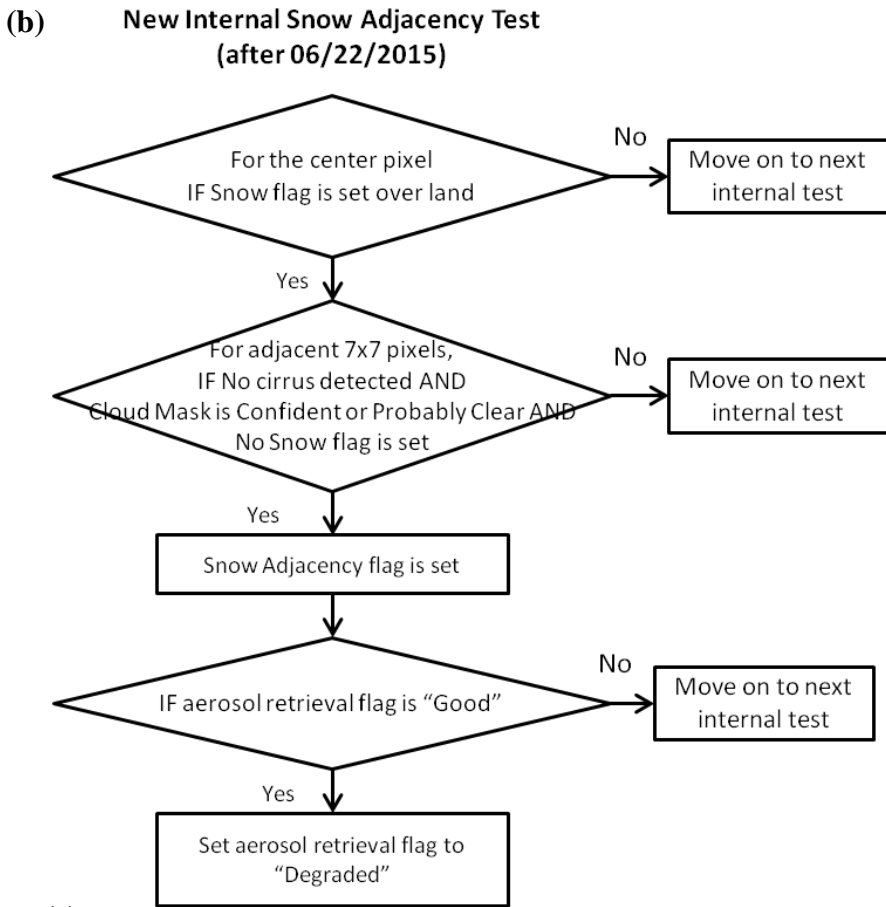 (b)
New Internal Snow Adjacency Test
(after 06/22/2015)
For the center pixel
IF Snow flag is set over land
No
Move on to next
internal test
Yes
For adjacent 7x7 pixels,
IF No cirrus detected AND
Cloud Mask is Confident or Probably Clear AND
No Snow flag is set
No
Move on to next
internal test
Yes
Snow Adjacency flag is set
IF aerosol retrieval flag is “Good”
No
Move on to next
internal test
Yes
Set aerosol retrieval flag to
“Degraded”